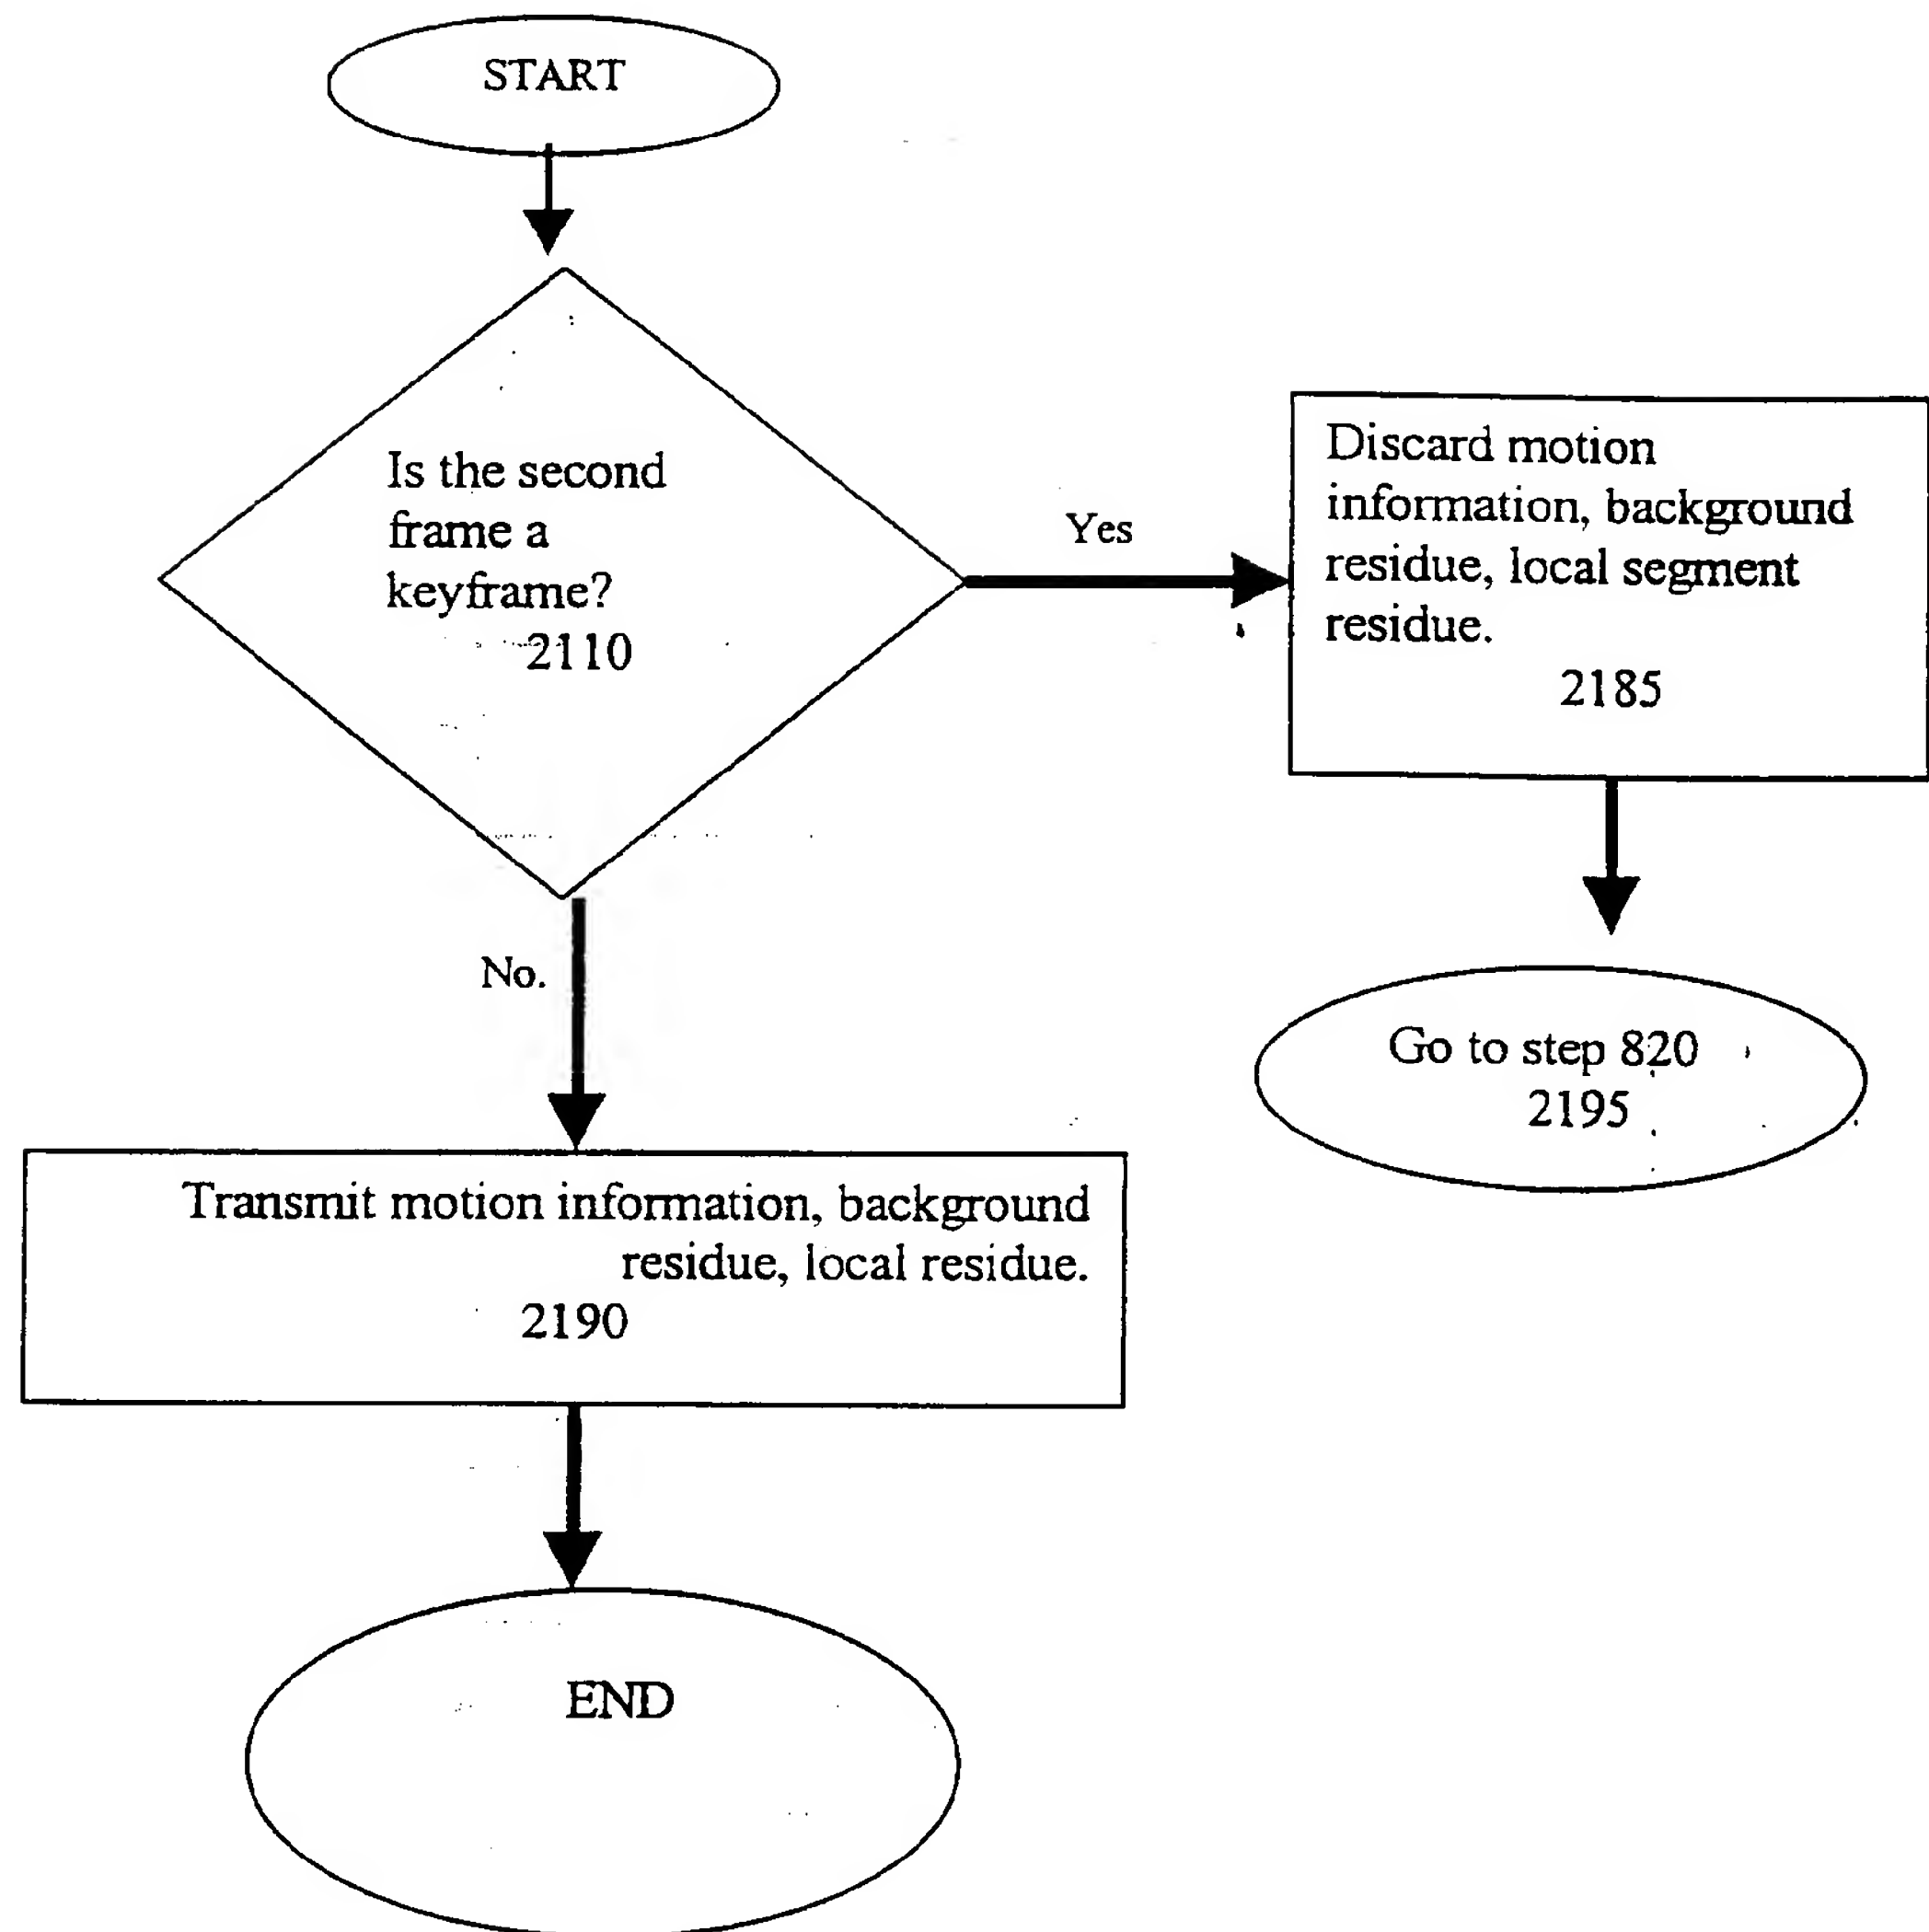 START
Is the second
frame a
keyframe?
2110
Yes
Discard motion
information, background
residue, local segment
residue.
2185
No.
Go to step 820
2195
Transmit motion information, background
residue, local residue.
2190
END